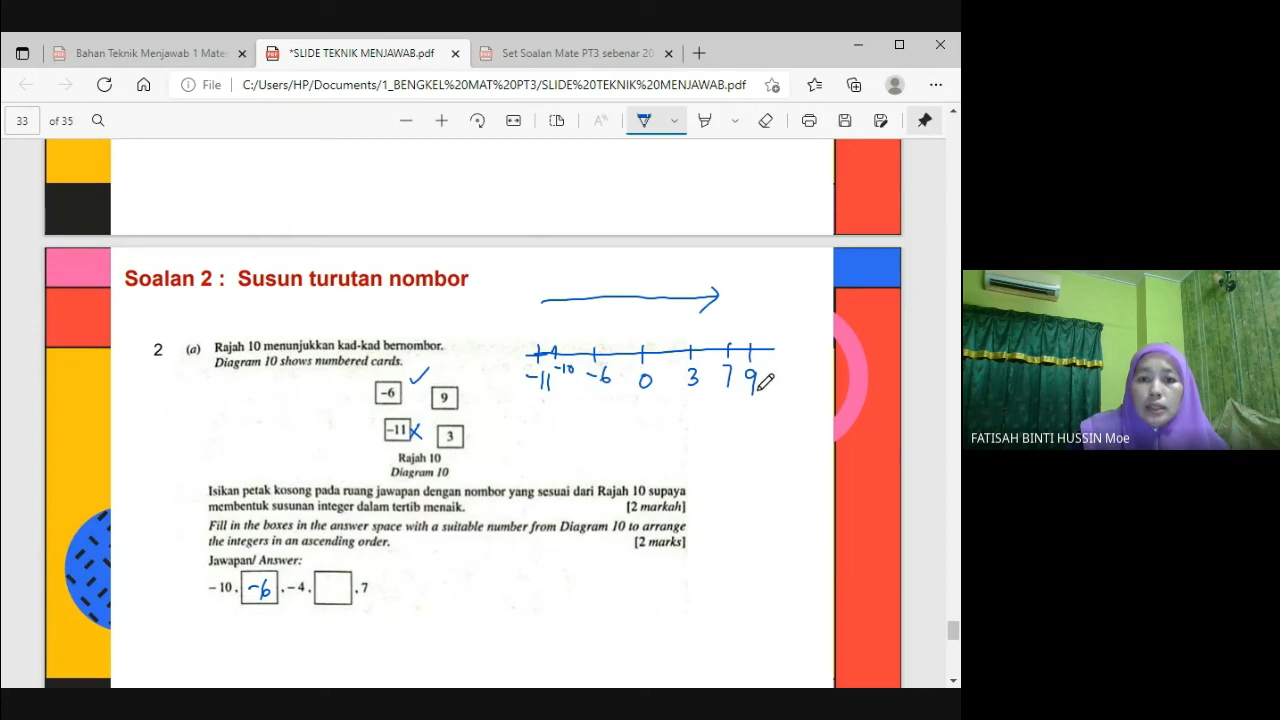 Bahan Teknik Menjawab 1 Mate
*SLIDE TEKNIK MENJAWAB.pdf
Set Soalan Mate PT3 sebenar 20
File
C:/Users/HP/Documents/1_BENGKEL%20MAT%20PT3/SLIDE%20TEKNIK%20MENJAWAB.pdf
33 of 35
Soalan 2 : Susun turutan nombor
2 (a) Rajah 10 menunjukkan kad-kad bernombor.
Diagram 10 shows numbered cards.
-11 -10 -6 0 3 7 9
-6 9
-11 3
Rajah 10
Diagram 10
Isikan petak kosong pada ruang jawapan dengan nombor yang sesuai dari Rajah 10 supaya
membentuk susunan integer dalam tertib menaik. [2 markah]
Fill in the boxes in the answer space with a suitable number from Diagram 10 to arrange
the integers in an ascending order. [2 marks]
Jawapan/ Answer:
– 10 , -6 , – 4 , , 7
FATISAH BINTI HUSSIN Moe